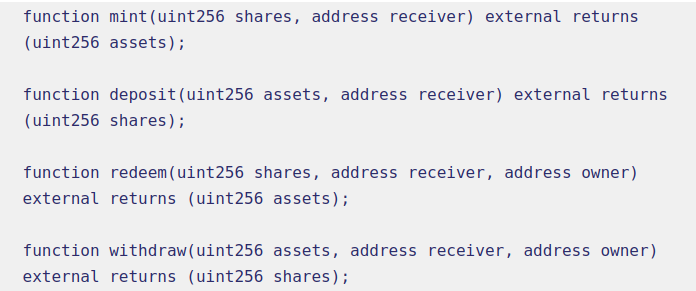 function mint(uint256 shares, address receiver) external returns
(uint256 assets);
function deposit(uint256 assets, address receiver) external returns
(uint256 shares);
function redeem(uint256 shares, address receiver, address owner)
external returns (uint256 assets);
function withdraw(uint256 assets, address receiver, address owner)
external returns (uint256 shares);